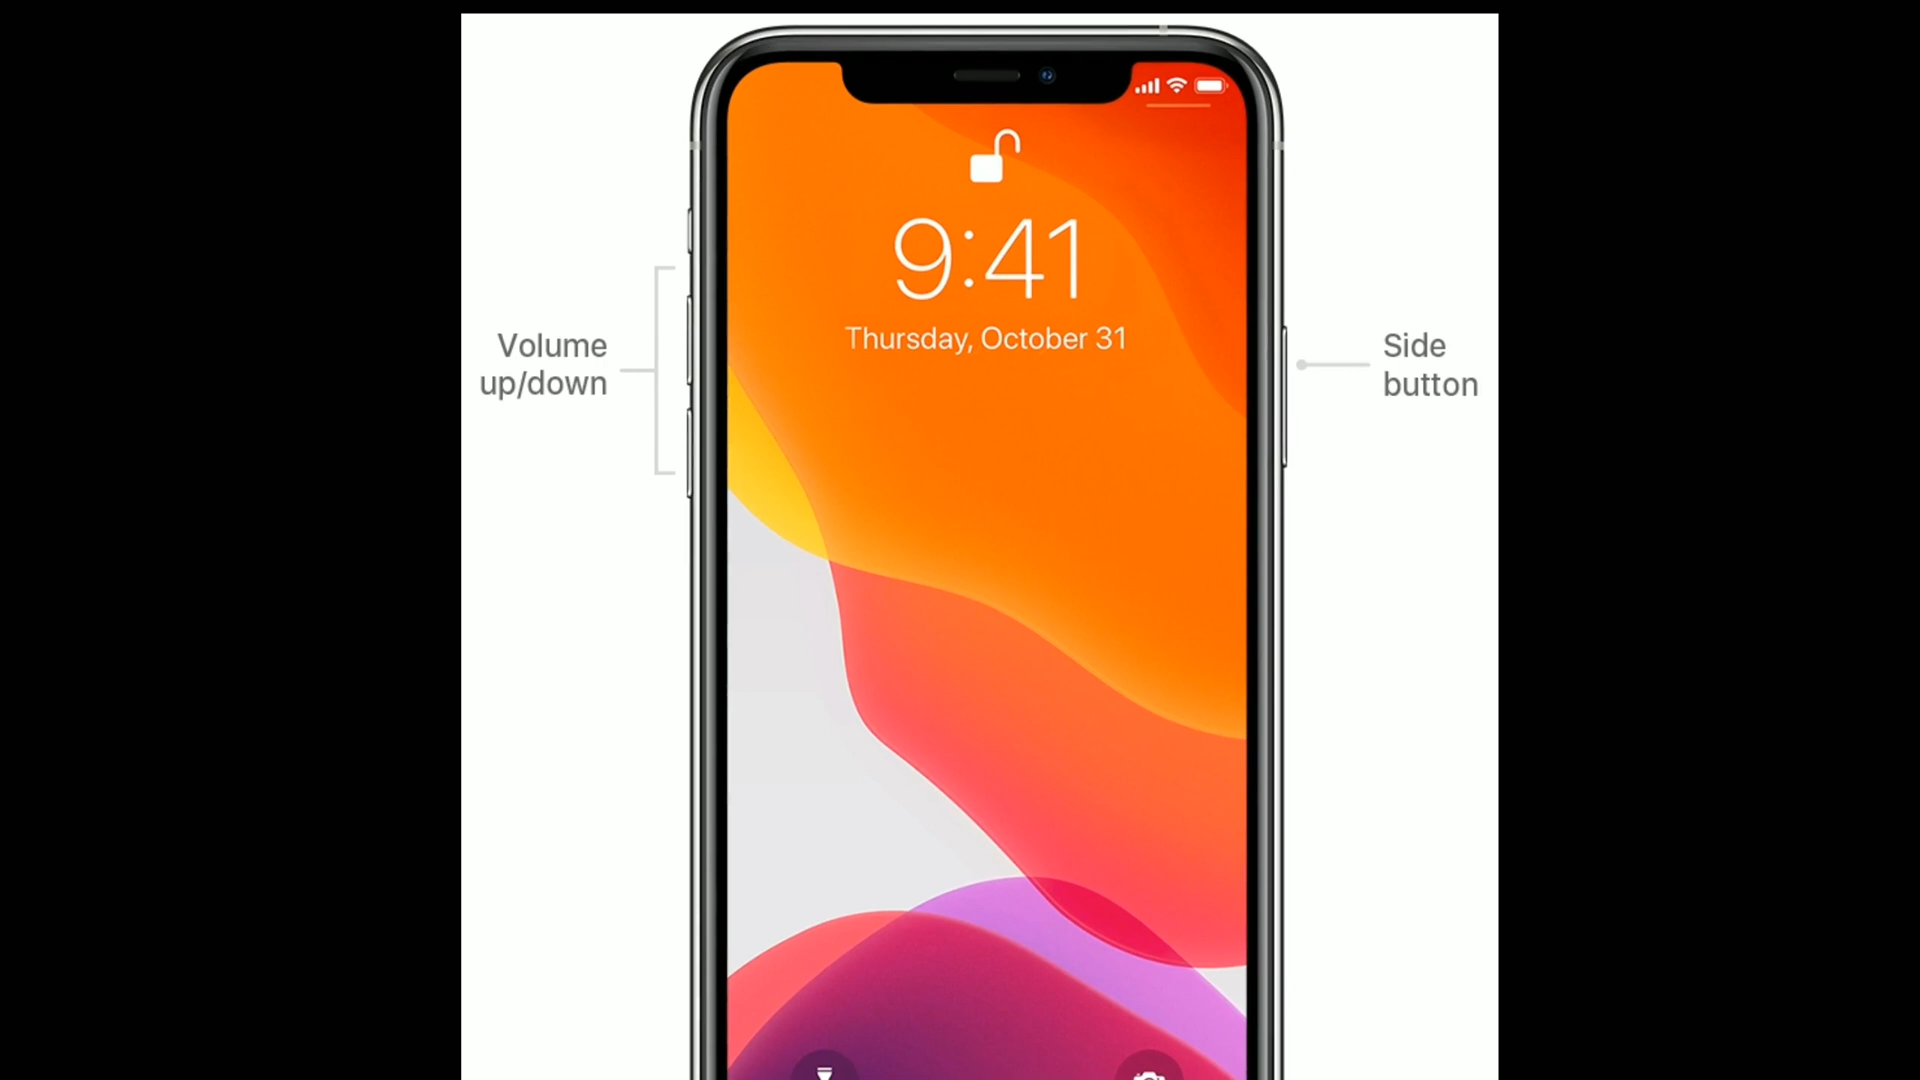 9:41
Thursday, October 31
Volume
up/down
Side
button